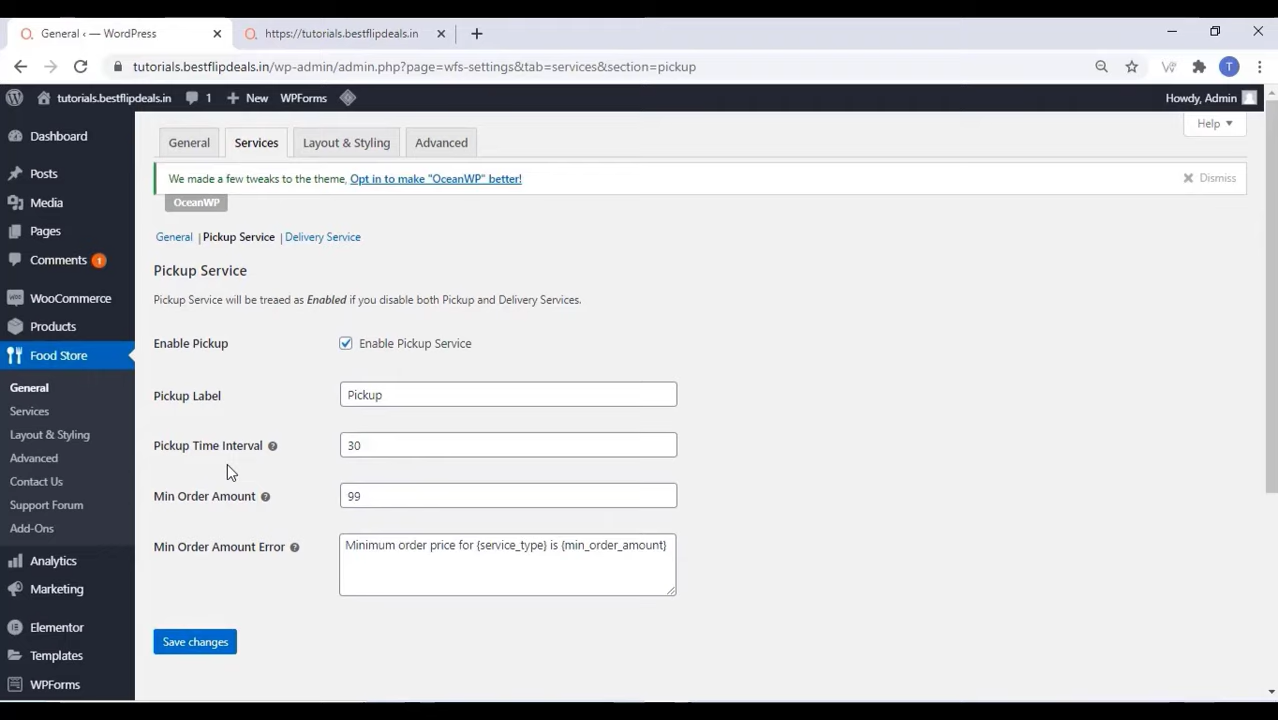 General ‹ — WordPress
https://tutorials.bestflipdeals.in
tutorials.bestflipdeals.in/wp-admin/admin.php?page=wfs-settings&tab=services&section=pickup
T
tutorials.bestflipdeals.in
1
New
WPForms
Howdy, Admin
Dashboard
Posts
Media
Pages
Comments 1
WooCommerce
Products
Food Store
General
Services
Layout & Styling
Advanced
Contact Us
Support Forum
Add-Ons
Analytics
Marketing
Elementor
Templates
WPForms
General
Services
Layout & Styling
Advanced
Help
We made a few tweaks to the theme, Opt in to make "OceanWP" better!
Dismiss
OceanWP
General | Pickup Service | Delivery Service
Pickup Service
Pickup Service will be treaed as Enabled if you disable both Pickup and Delivery Services.
Enable Pickup
Enable Pickup Service
Pickup Label
Pickup
Pickup Time Interval
30
Min Order Amount
99
Min Order Amount Error
Minimum order price for {service_type} is {min_order_amount}
Save changes